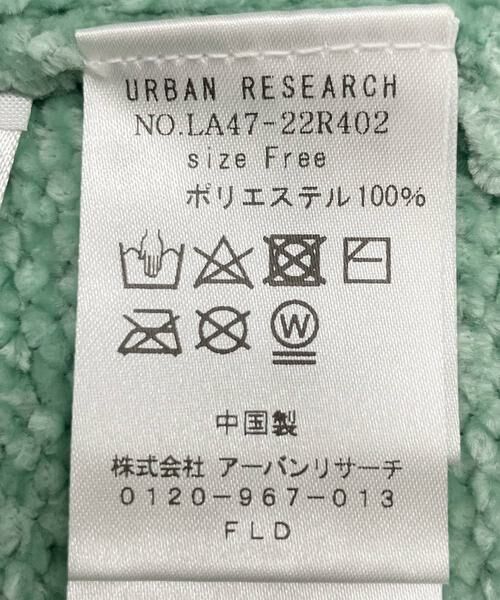 URBAN RESEARCH
NO.LA47-22R402
size Free
ポリエステル100%
W
中国製
株式会社 アーバンリサーチ
0120-967-013
FLD